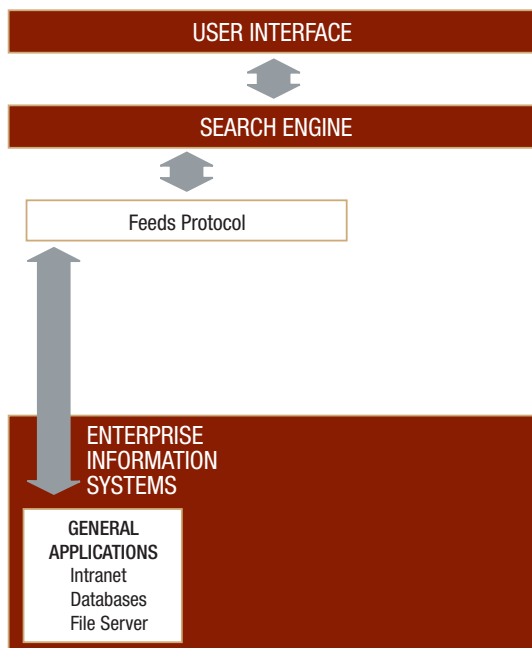 USER INTERFACE
SEARCH ENGINE
Feeds Protocol
ENTERPRISE
INFORMATION
SYSTEMS
GENERAL
APPLICATIONS
Intranet
Databases
File Server